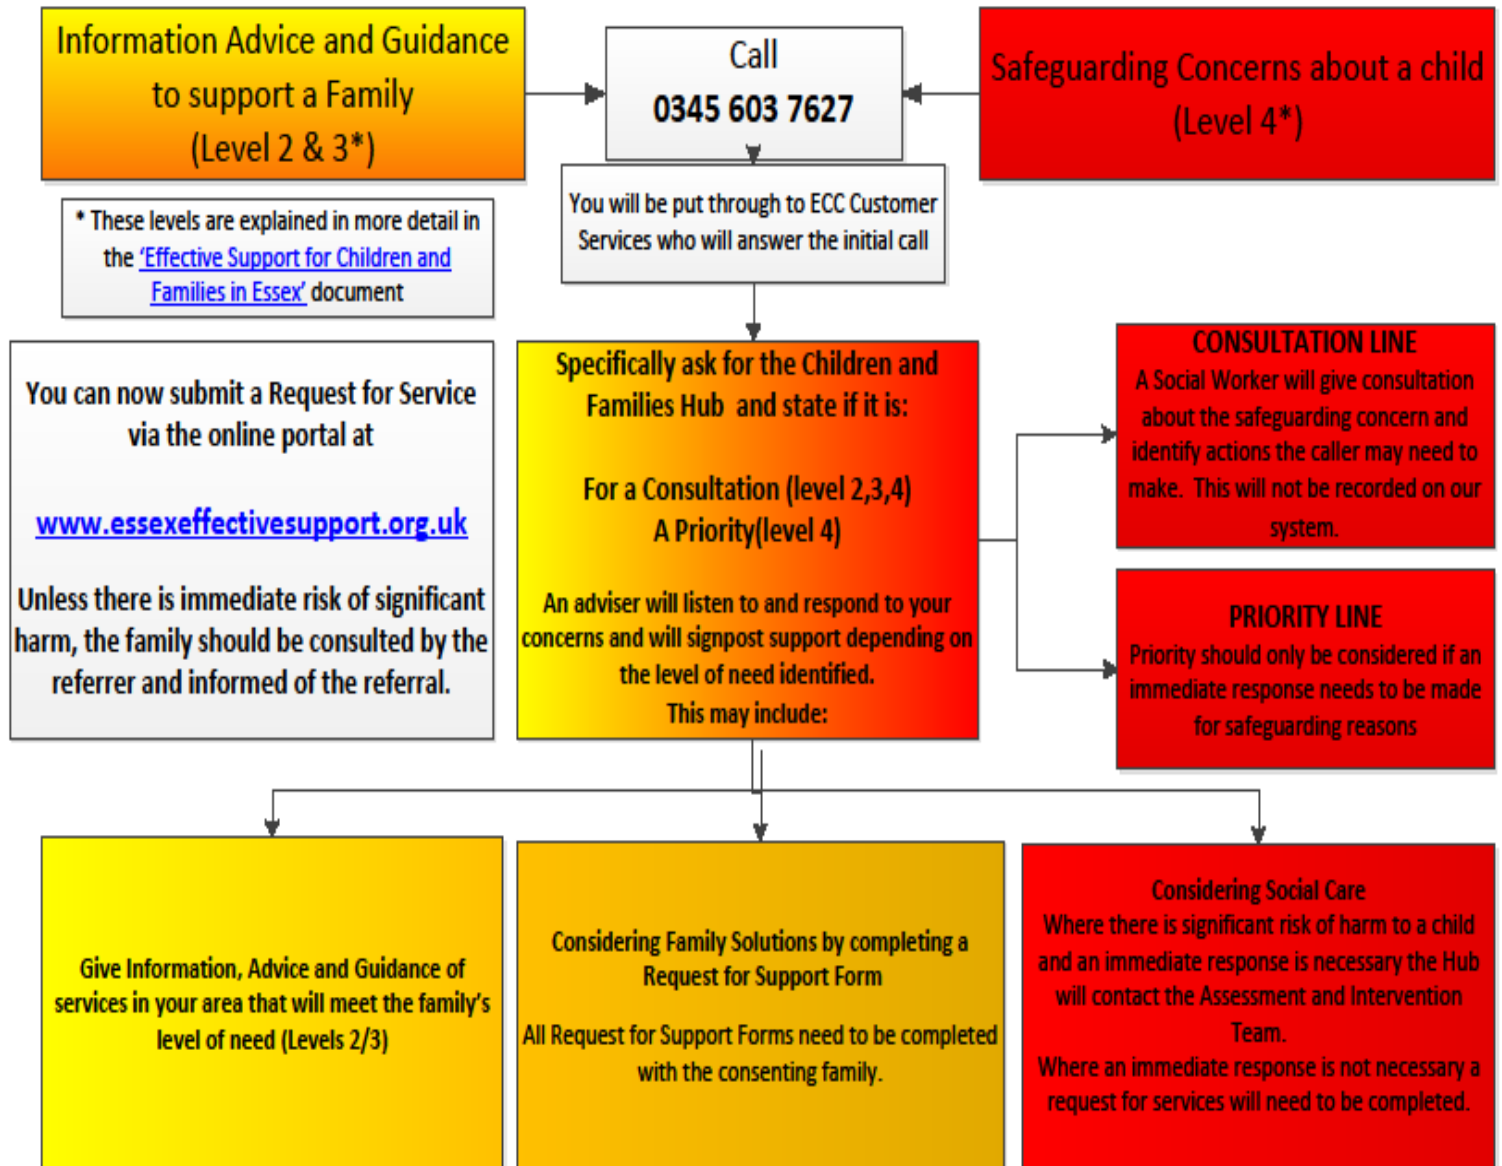 Information Advice and Guidance
to support a Family
(Level 2 & 3*)
Call
0345 603 7627
Safeguarding Concerns about a child
(Level 4*)
You will be put through to ECC Customer
Services who will answer the initial call
* These levels are explained in more detail in
the ‘Effective Support for Children and
Families in Essex’ document
You can now submit a Request for Service
via the online portal at
www.essexeffectivesupport.org.uk
Unless there is immediate risk of significant
harm, the family should be consulted by the
referrer and informed of the referral.
Specifically ask for the Children and
Families Hub and state if it is:
For a Consultation (level 2,3,4)
A Priority(level 4)
An adviser will listen to and respond to your
concerns and will signpost support depending on
the level of need identified.
This may include:
CONSULTATION LINE
A Social Worker will give consultation
about the safeguarding concern and
identify actions the caller may need to
make. This will not be recorded on our
system.
PRIORITY LINE
Priority should only be considered if an
immediate response needs to be made
for safeguarding reasons
Give Information, Advice and Guidance of
services in your area that will meet the family’s
level of need (Levels 2/3)
Considering Family Solutions by completing a
Request for Support Form
All Request for Support Forms need to be completed
with the consenting family.
Considering Social Care
Where there is significant risk of harm to a child
and an immediate response is necessary the Hub
will contact the Assessment and Intervention
Team.
Where an immediate response is not necessary a
request for services will need to be completed.